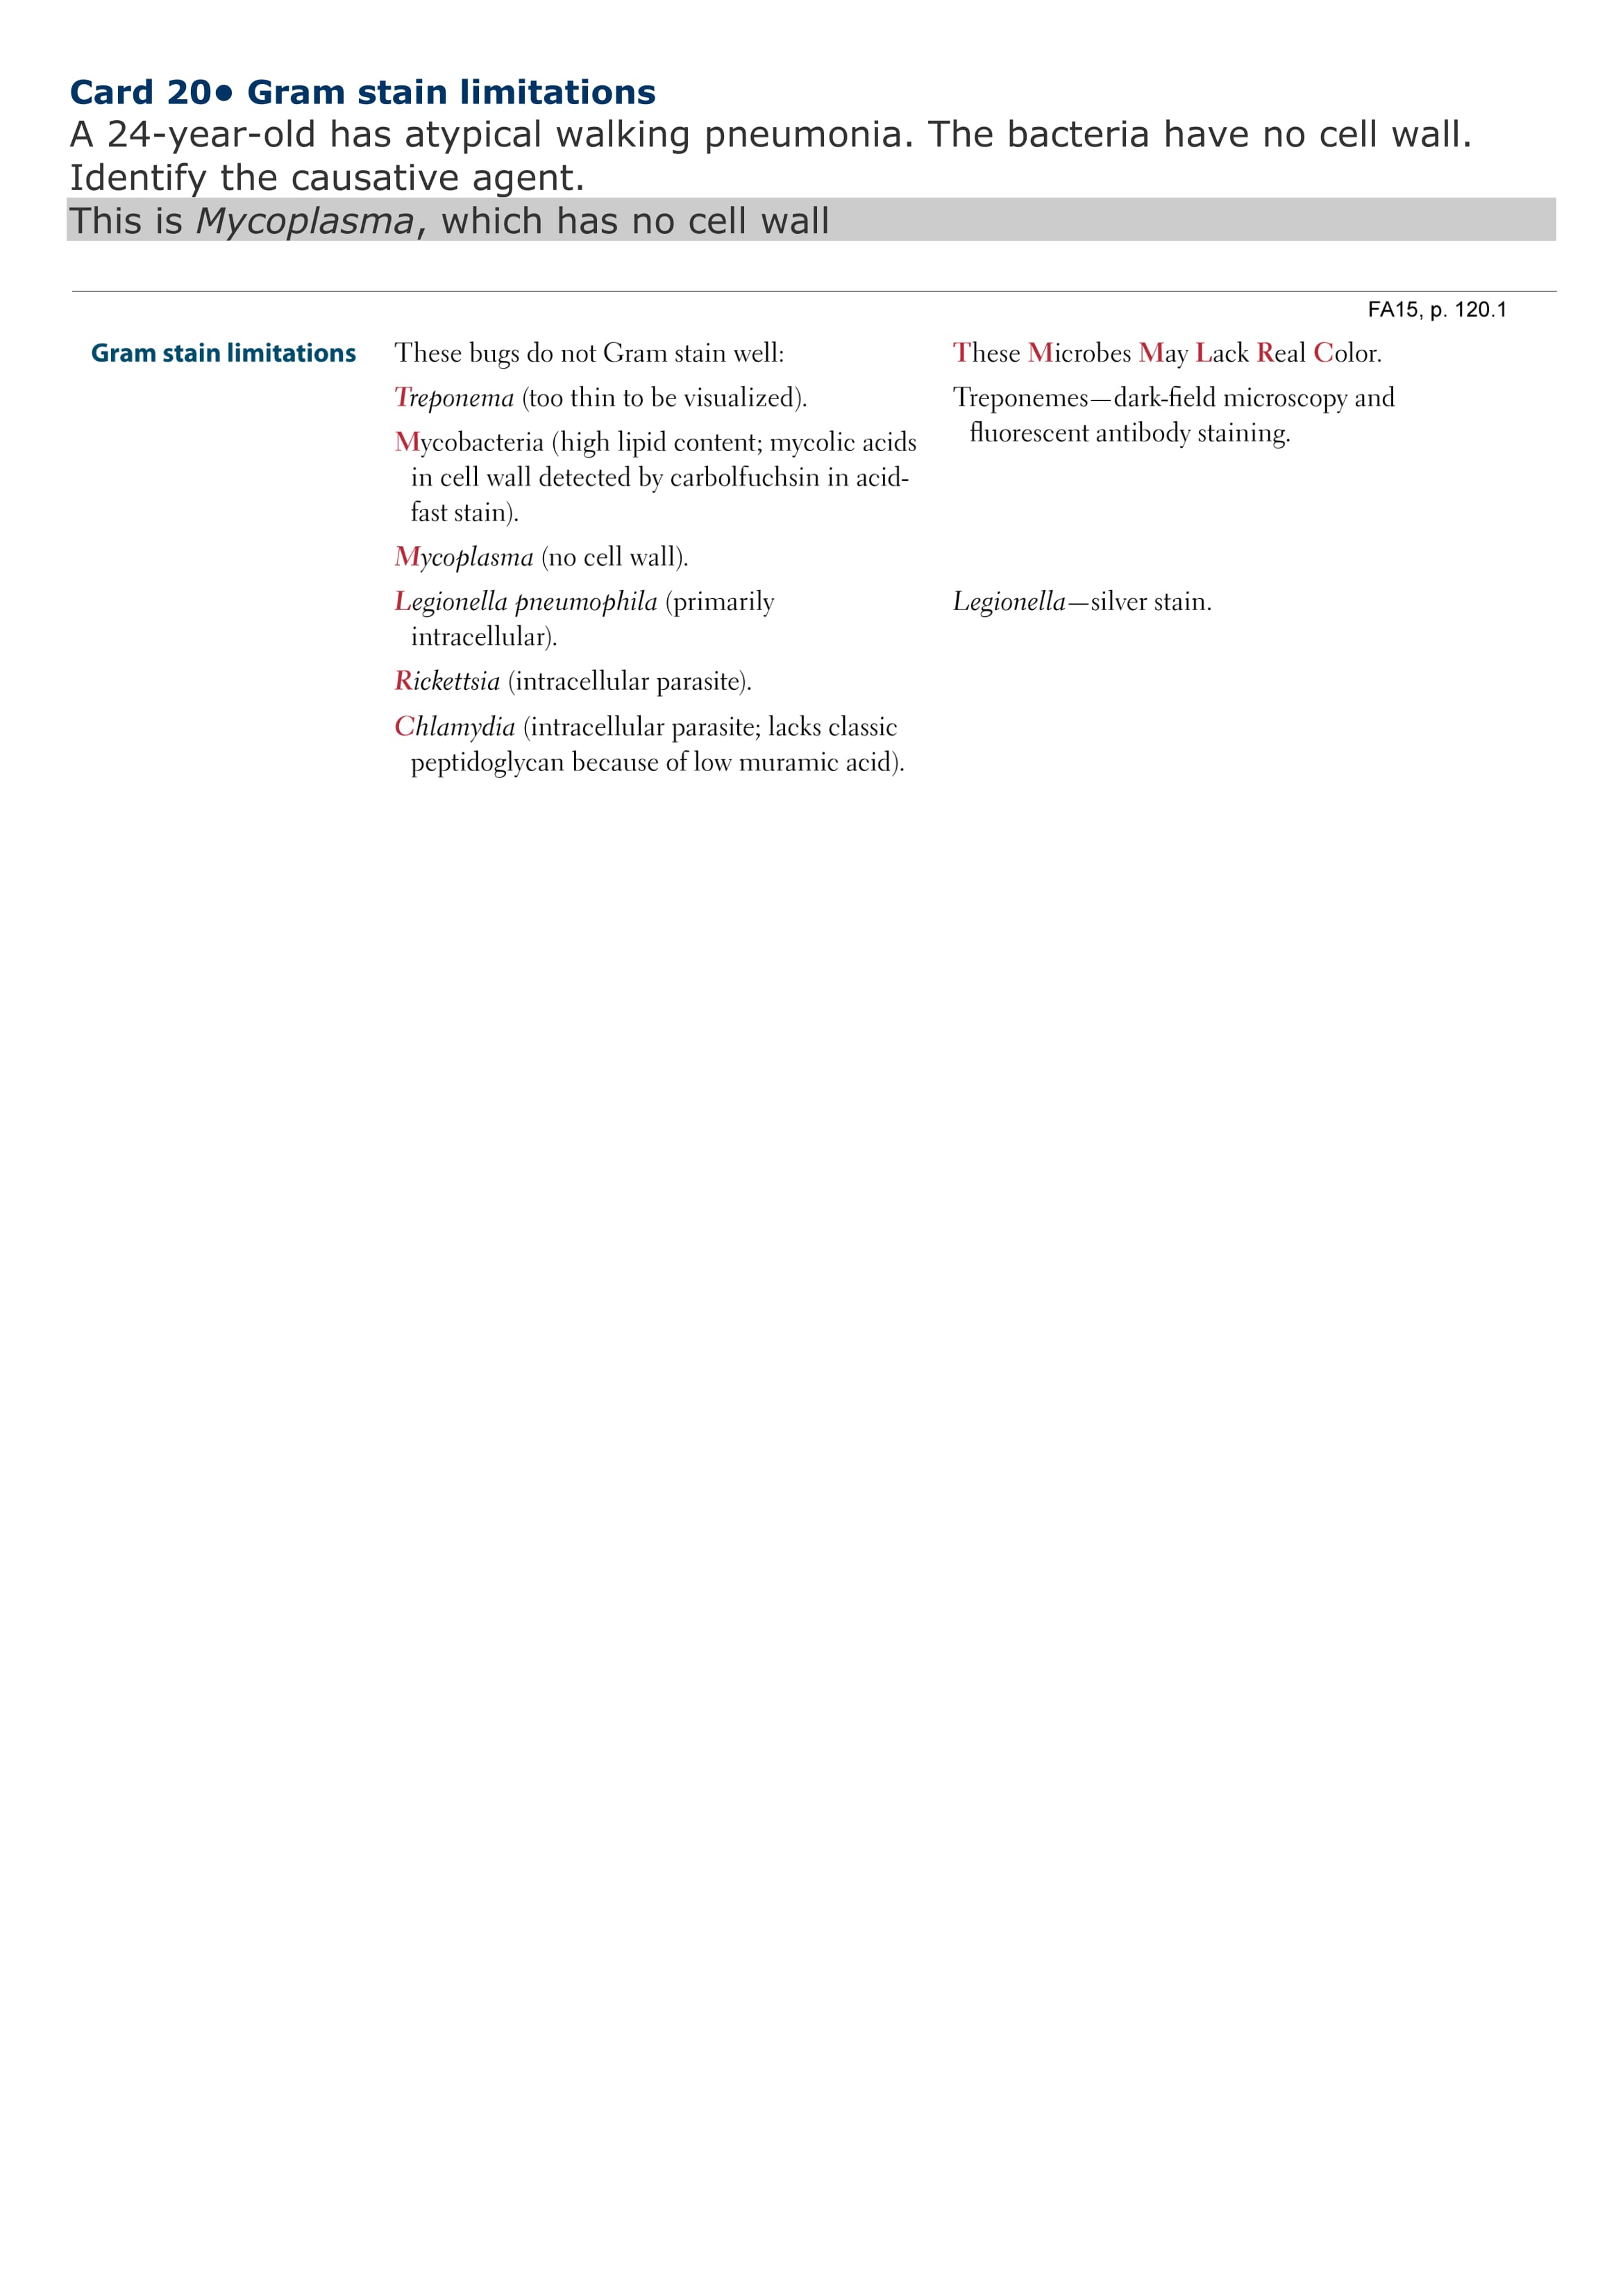 Card 20● Gram stain limitations
A 24-year-old has atypical walking pneumonia. The bacteria have no cell wall.
Identify the causative agent.
This is Mycoplasma, which has no cell wall
FA15, p. 120.1
Gram stain limitations
These bugs do not Gram stain well:
Treponema (too thin to be visualized).
Mycobacteria (high lipid content; mycolic acids
in cell wall detected by carbolfuchsin in acid-
fast stain).
Mycoplasma (no cell wall).
Legionella pneumophila (primarily
intracellular).
Rickettsia (intracellular parasite).
Chlamydia (intracellular parasite; lacks classic
peptidoglycan because of low muramic acid).
These Microbes May Lack Real Color.
Treponemes—dark-field microscopy and
fluorescent antibody staining.
Legionella—silver stain.